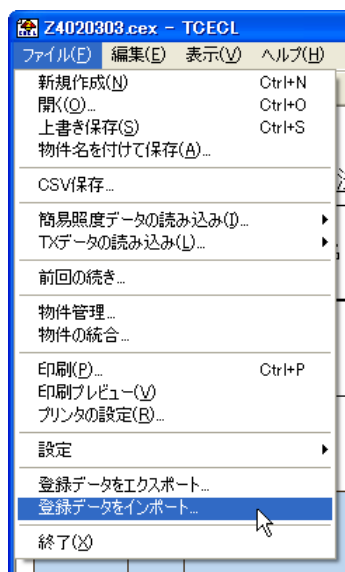 Z4020303.cex - TCECL
ファイル(F) 編集(E) 表示(V) ヘルプ(H)
新規作成(N) Ctrl+N
開く(O)... Ctrl+O
上書き保存(S) Ctrl+S
物件名を付けて保存(A)...
CSV保存...
簡易照度データの読み込み(I)...
TXデータの読み込み(L)...
前回の続き...
物件管理...
物件の統合...
印刷(P)... Ctrl+P
印刷プレビュー(V)
プリンタの設定(R)...
設定
登録データをエクスポート...
登録データをインポート...
終了(X)